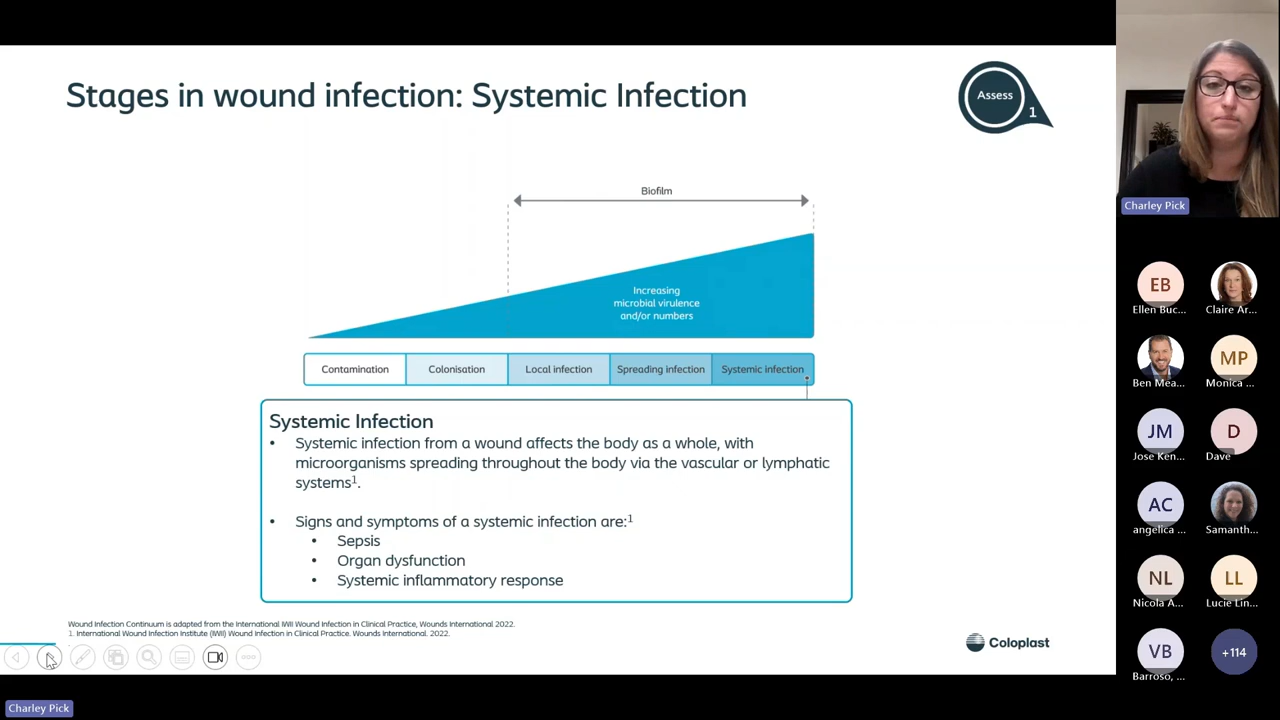 Stages in wound infection: Systemic Infection
Assess
1
Biofilm
Increasing
microbial virulence
and/or numbers
Contamination
Colonisation
Local infection
Spreading infection
Systemic infection
Systemic Infection
• Systemic infection from a wound affects the body as a whole, with
microorganisms spreading throughout the body via the vascular or lymphatic
systems¹.
• Signs and symptoms of a systemic infection are:¹
• Sepsis
• Organ dysfunction
• Systemic inflammatory response
Wound Infection Continuum is adapted from the International IWII Wound Infection in Clinical Practice, Wounds International 2022.
1. International Wound Infection Institute (IWII) Wound Infection in Clinical Practice. Wounds International. 2022.
Coloplast
Charley Pick
Charley Pick
EB
Ellen Buc...
Claire Ar...
Ben Mea...
MP
Monica ...
JM
Jose Ken...
D
Dave
AC
angelica ...
Samanth...
NL
Nicola A...
LL
Lucie Lin...
VB
Barroso, ...
+114